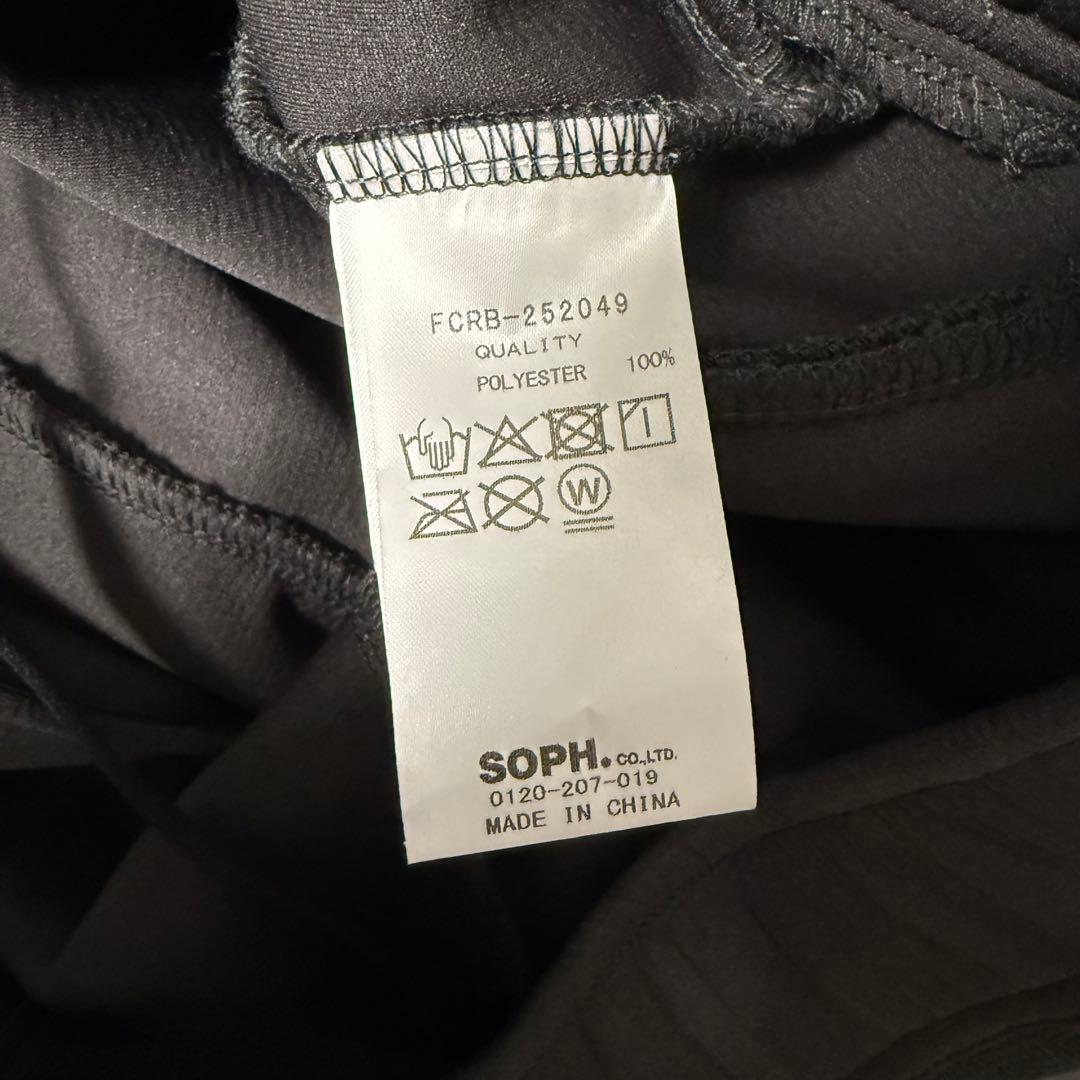 FCRB-252049
QUALITY
POLYESTER 100%
W
SOPH. CO.,LTD.
0120-207-019
MADE IN CHINA